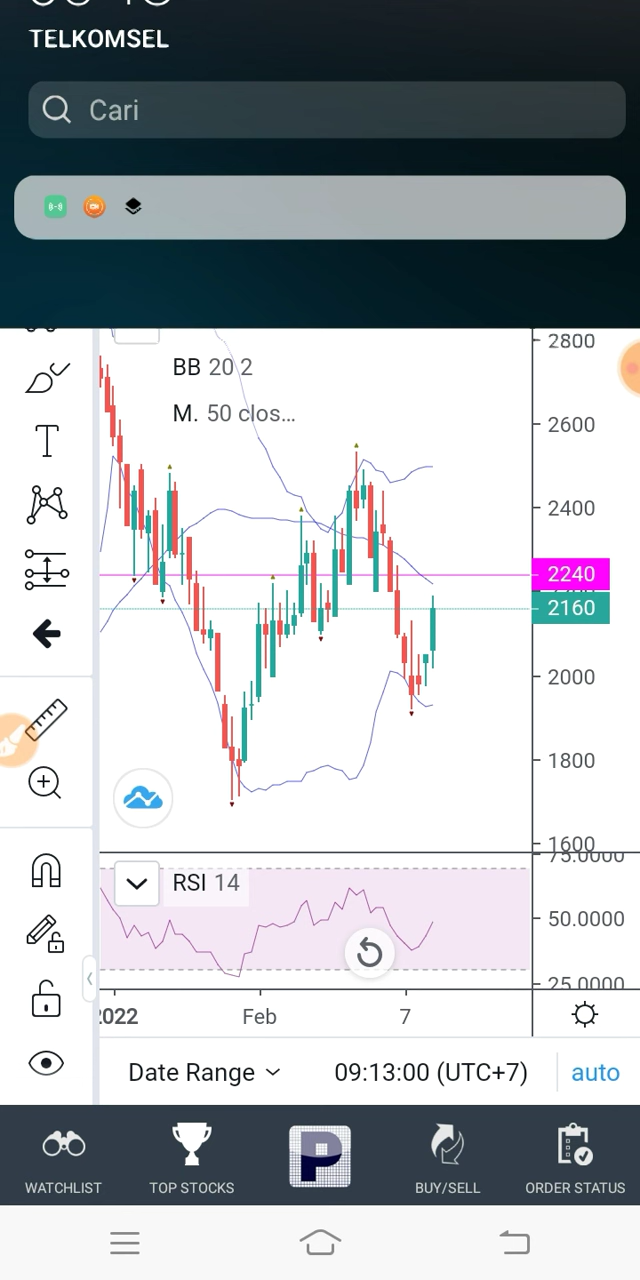 TELKOMSEL
Cari
2800
BB 20 2
M. 50 clos...
2600
2400
2240
2160
2000
1800
1600
75.0000
RSI 14
50.0000
25.0000
2022 Feb 7
Date Range 09:13:00 (UTC+7) auto
P
WATCHLIST TOP STOCKS BUY/SELL ORDER STATUS